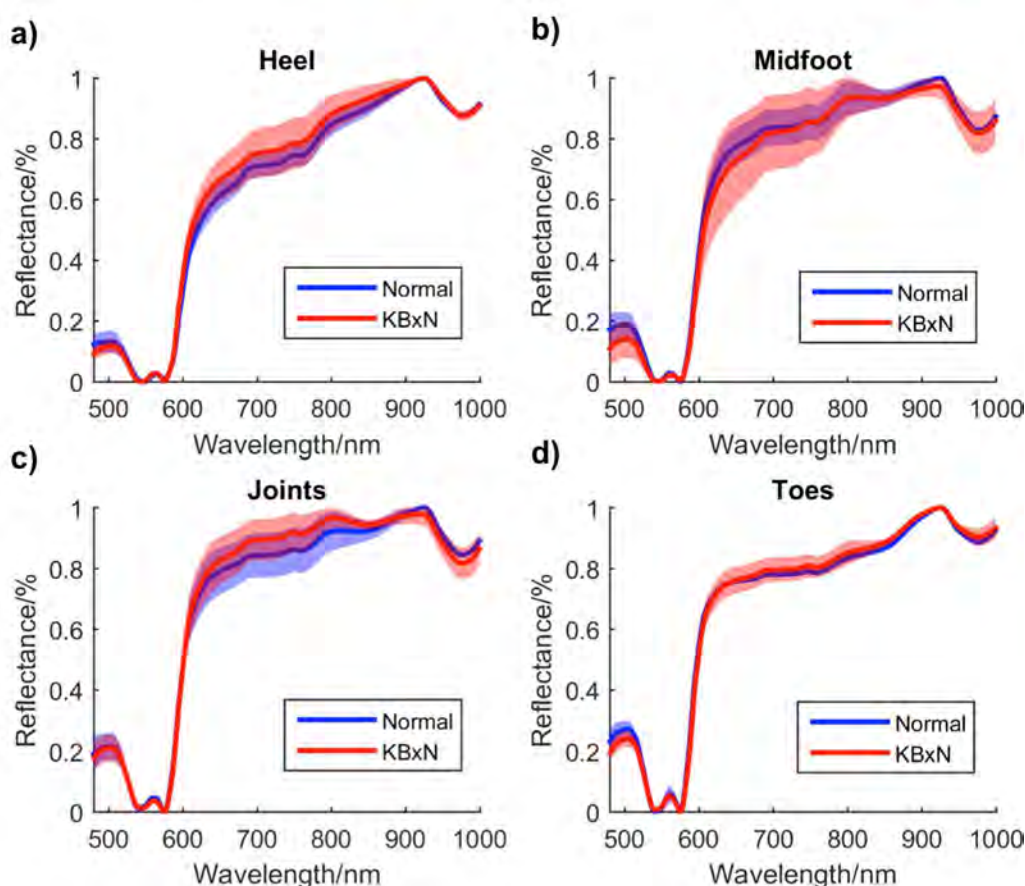 a)
Heel
Reflectance/%
1
0.8
0.6
0.4
0.2
0
Normal
KBxN
500 600 700 800 900 1000
Wavelength/nm
b)
Midfoot
Reflectance/%
1
0.8
0.6
0.4
0.2
0
Normal
KBxN
500 600 700 800 900 1000
Wavelength/nm
c)
Joints
Reflectance/%
1
0.8
0.6
0.4
0.2
0
Normal
KBxN
500 600 700 800 900 1000
Wavelength/nm
d)
Toes
Reflectance/%
1
0.8
0.6
0.4
0.2
0
Normal
KBxN
500 600 700 800 900 1000
Wavelength/nm